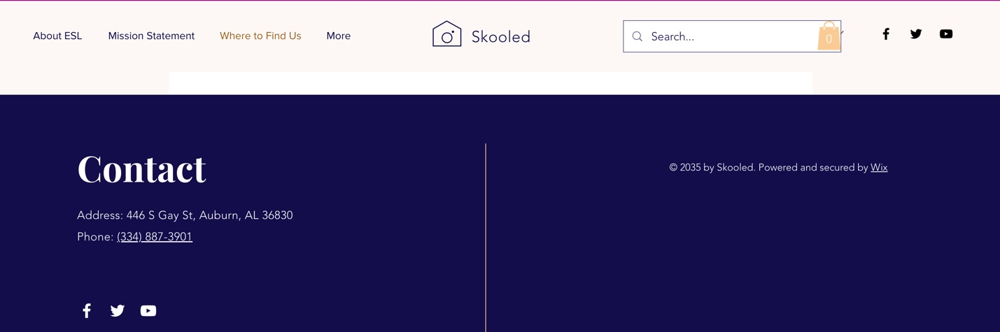 About ESL
Mission Statement
Where to Find Us
More
Skooled
Search...
0
Contact
Address: 446 S Gay St, Auburn, AL 36830
Phone: (334) 887-3901
© 2035 by Skooled. Powered and secured by Wix